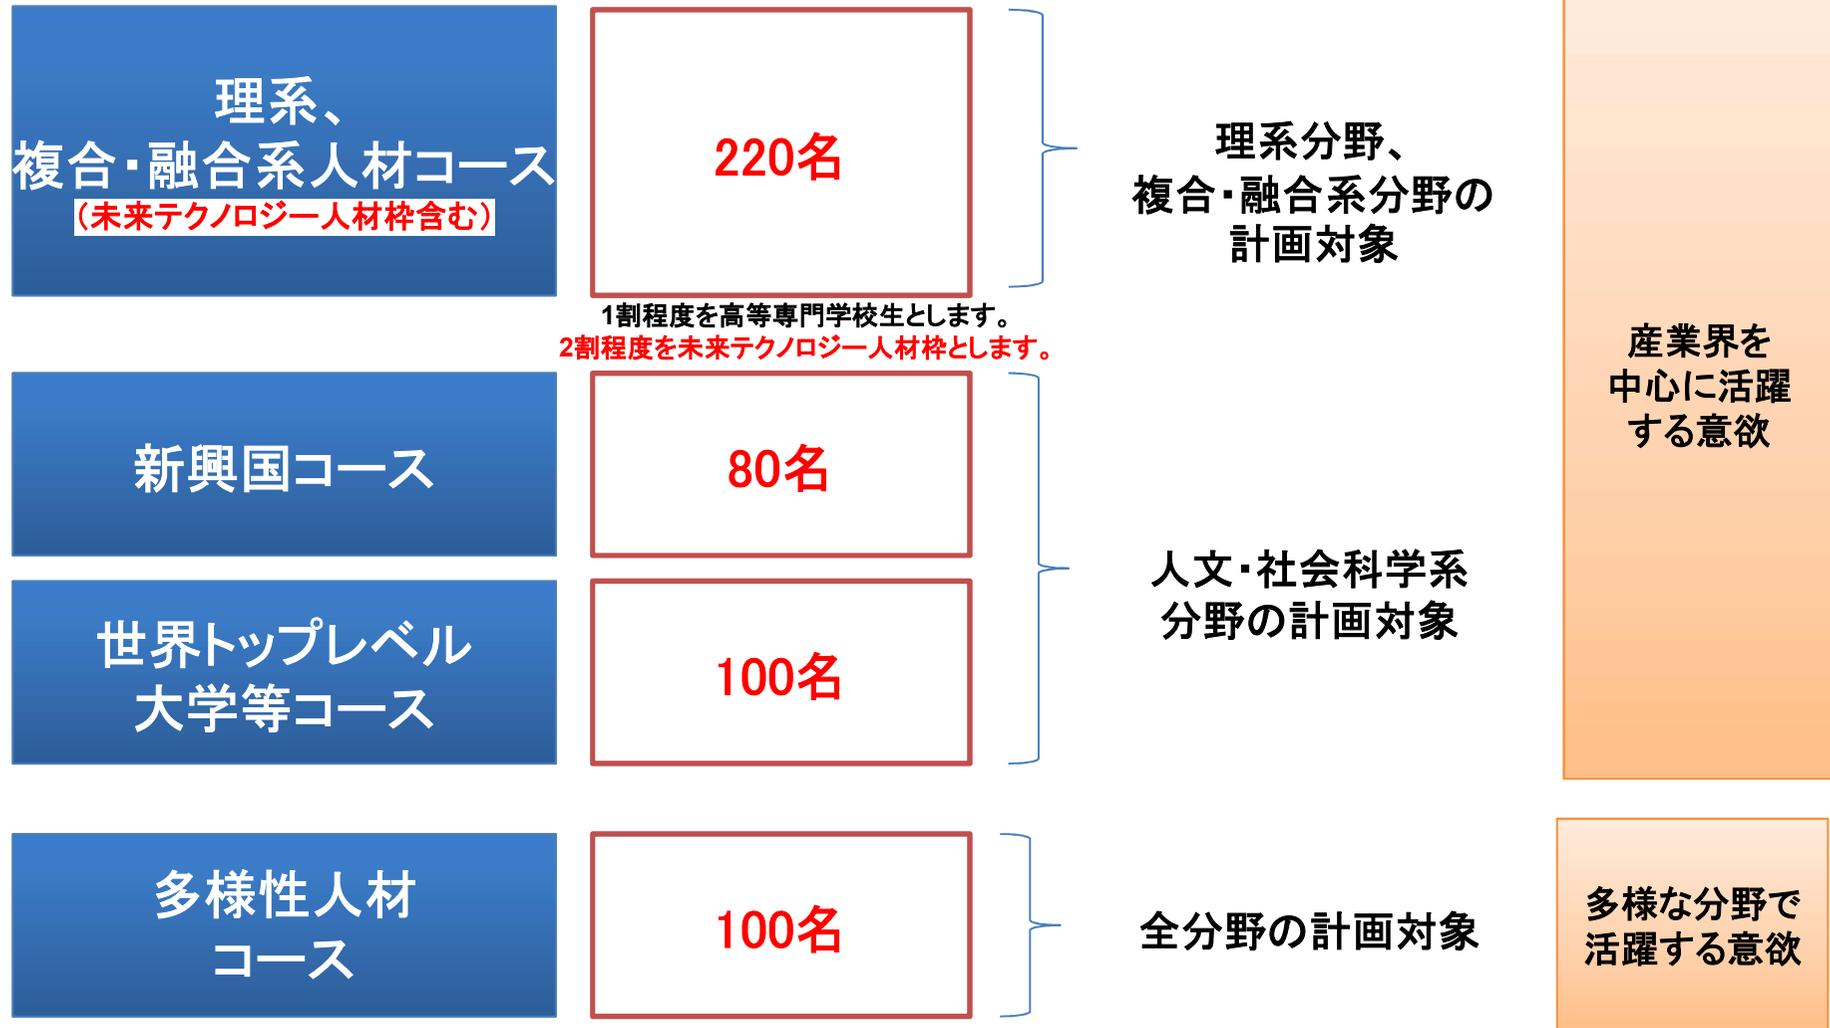 理系、
複合・融合系人材コース
（未来テクノロジー人材枠含む）
220名
理系分野、
複合・融合系分野の
計画対象
1割程度を高等専門学校生とします。
2割程度を未来テクノロジー人材枠とします。
新興国コース
80名
世界トップレベル
大学等コース
100名
人文・社会科学系
分野の計画対象
産業界を
中心に活躍
する意欲
多様性人材
コース
100名
全分野の計画対象
多様な分野で
活躍する意欲